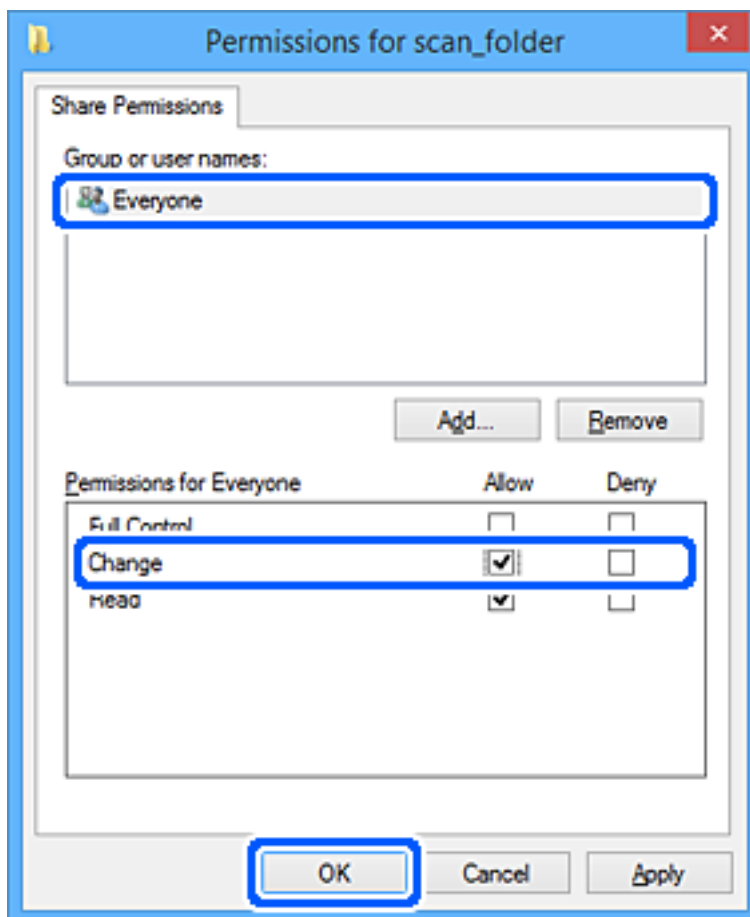 Permissions for scan_folder
Share Permissions
Group or user names:
Everyone
Add... Remove
Permissions for Everyone Allow Deny
Full Control
Change
Read
OK Cancel Apply